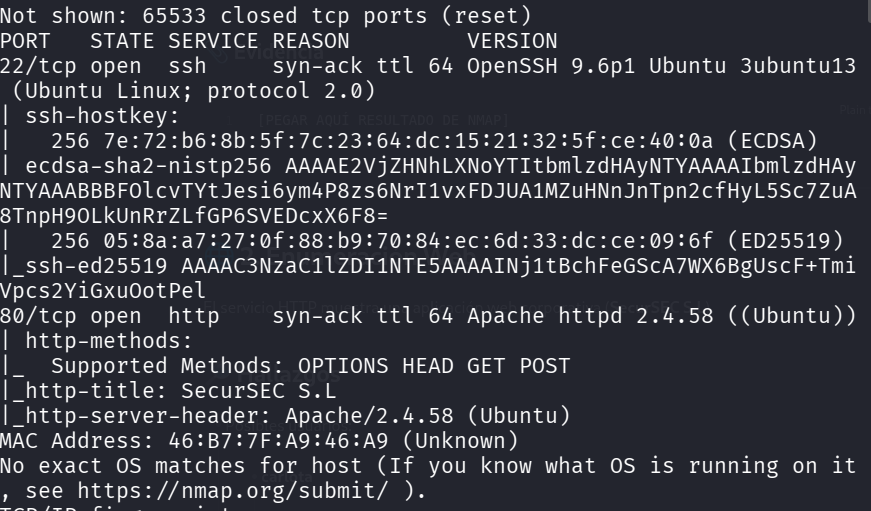 Not shown: 65533 closed tcp ports (reset)
PORT   STATE SERVICE REASON         VERSION
22/tcp open  ssh     syn-ack ttl 64 OpenSSH 9.6p1 Ubuntu 3ubuntu13
 (Ubuntu Linux; protocol 2.0)
| ssh-hostkey:
[PEGAR AQUÍ RESULTADO DE NMAP]
|   256 7e:72:b6:8b:5f:7c:23:64:dc:15:21:32:5f:ce:40:0a (ECDSA)
| ecdsa-sha2-nistp256 AAAAE2VjZHNhLXNoYTItbmlzdHAyNTYAAAAIbmlzdHAy
NTYAAABBBFOlcvTYtJesi6ym4P8zs6NrI1vxFDJUA1MZuHNnJnTpn2cfHyL5Sc7ZuA
8TnpH9OLkUnRrZLfGP6SVEDcxX6F8=
|   256 05:8a:a7:27:0f:88:b9:70:84:ec:6d:33:dc:ce:09:6f (ED25519)
|_ssh-ed25519 AAAAC3NzaC1lZDI1NTE5AAAAINj1tBchFeGScA7WX6BgUscF+Tmi
Vpcs2YiGxuOotPel
80/tcp open  http    syn-ack ttl 64 Apache httpd 2.4.58 ((Ubuntu))
| http-methods:
|_  Supported Methods: OPTIONS HEAD GET POST
|_http-title: SecurSEC S.L
|_http-server-header: Apache/2.4.58 (Ubuntu)
MAC Address: 46:B7:7F:A9:46:A9 (Unknown)
No exact OS matches for host (If you know what OS is running on it
, see https://nmap.org/submit/ ).